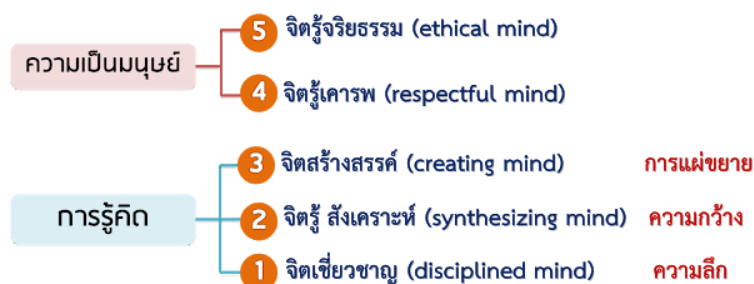 5 จิตรู้จริยธรรม (ethical mind)
ความเป็นมนุษย์
4 จิตรู้เคารพ (respectful mind)
3 จิตสร้างสรรค์ (creating mind) การแผ่ขยาย
การรู้คิด 2 จิตรู้ สังเคราะห์ (synthesizing mind) ความกว้าง
1 จิตเชี่ยวชาญ (disciplined mind) ความลึก